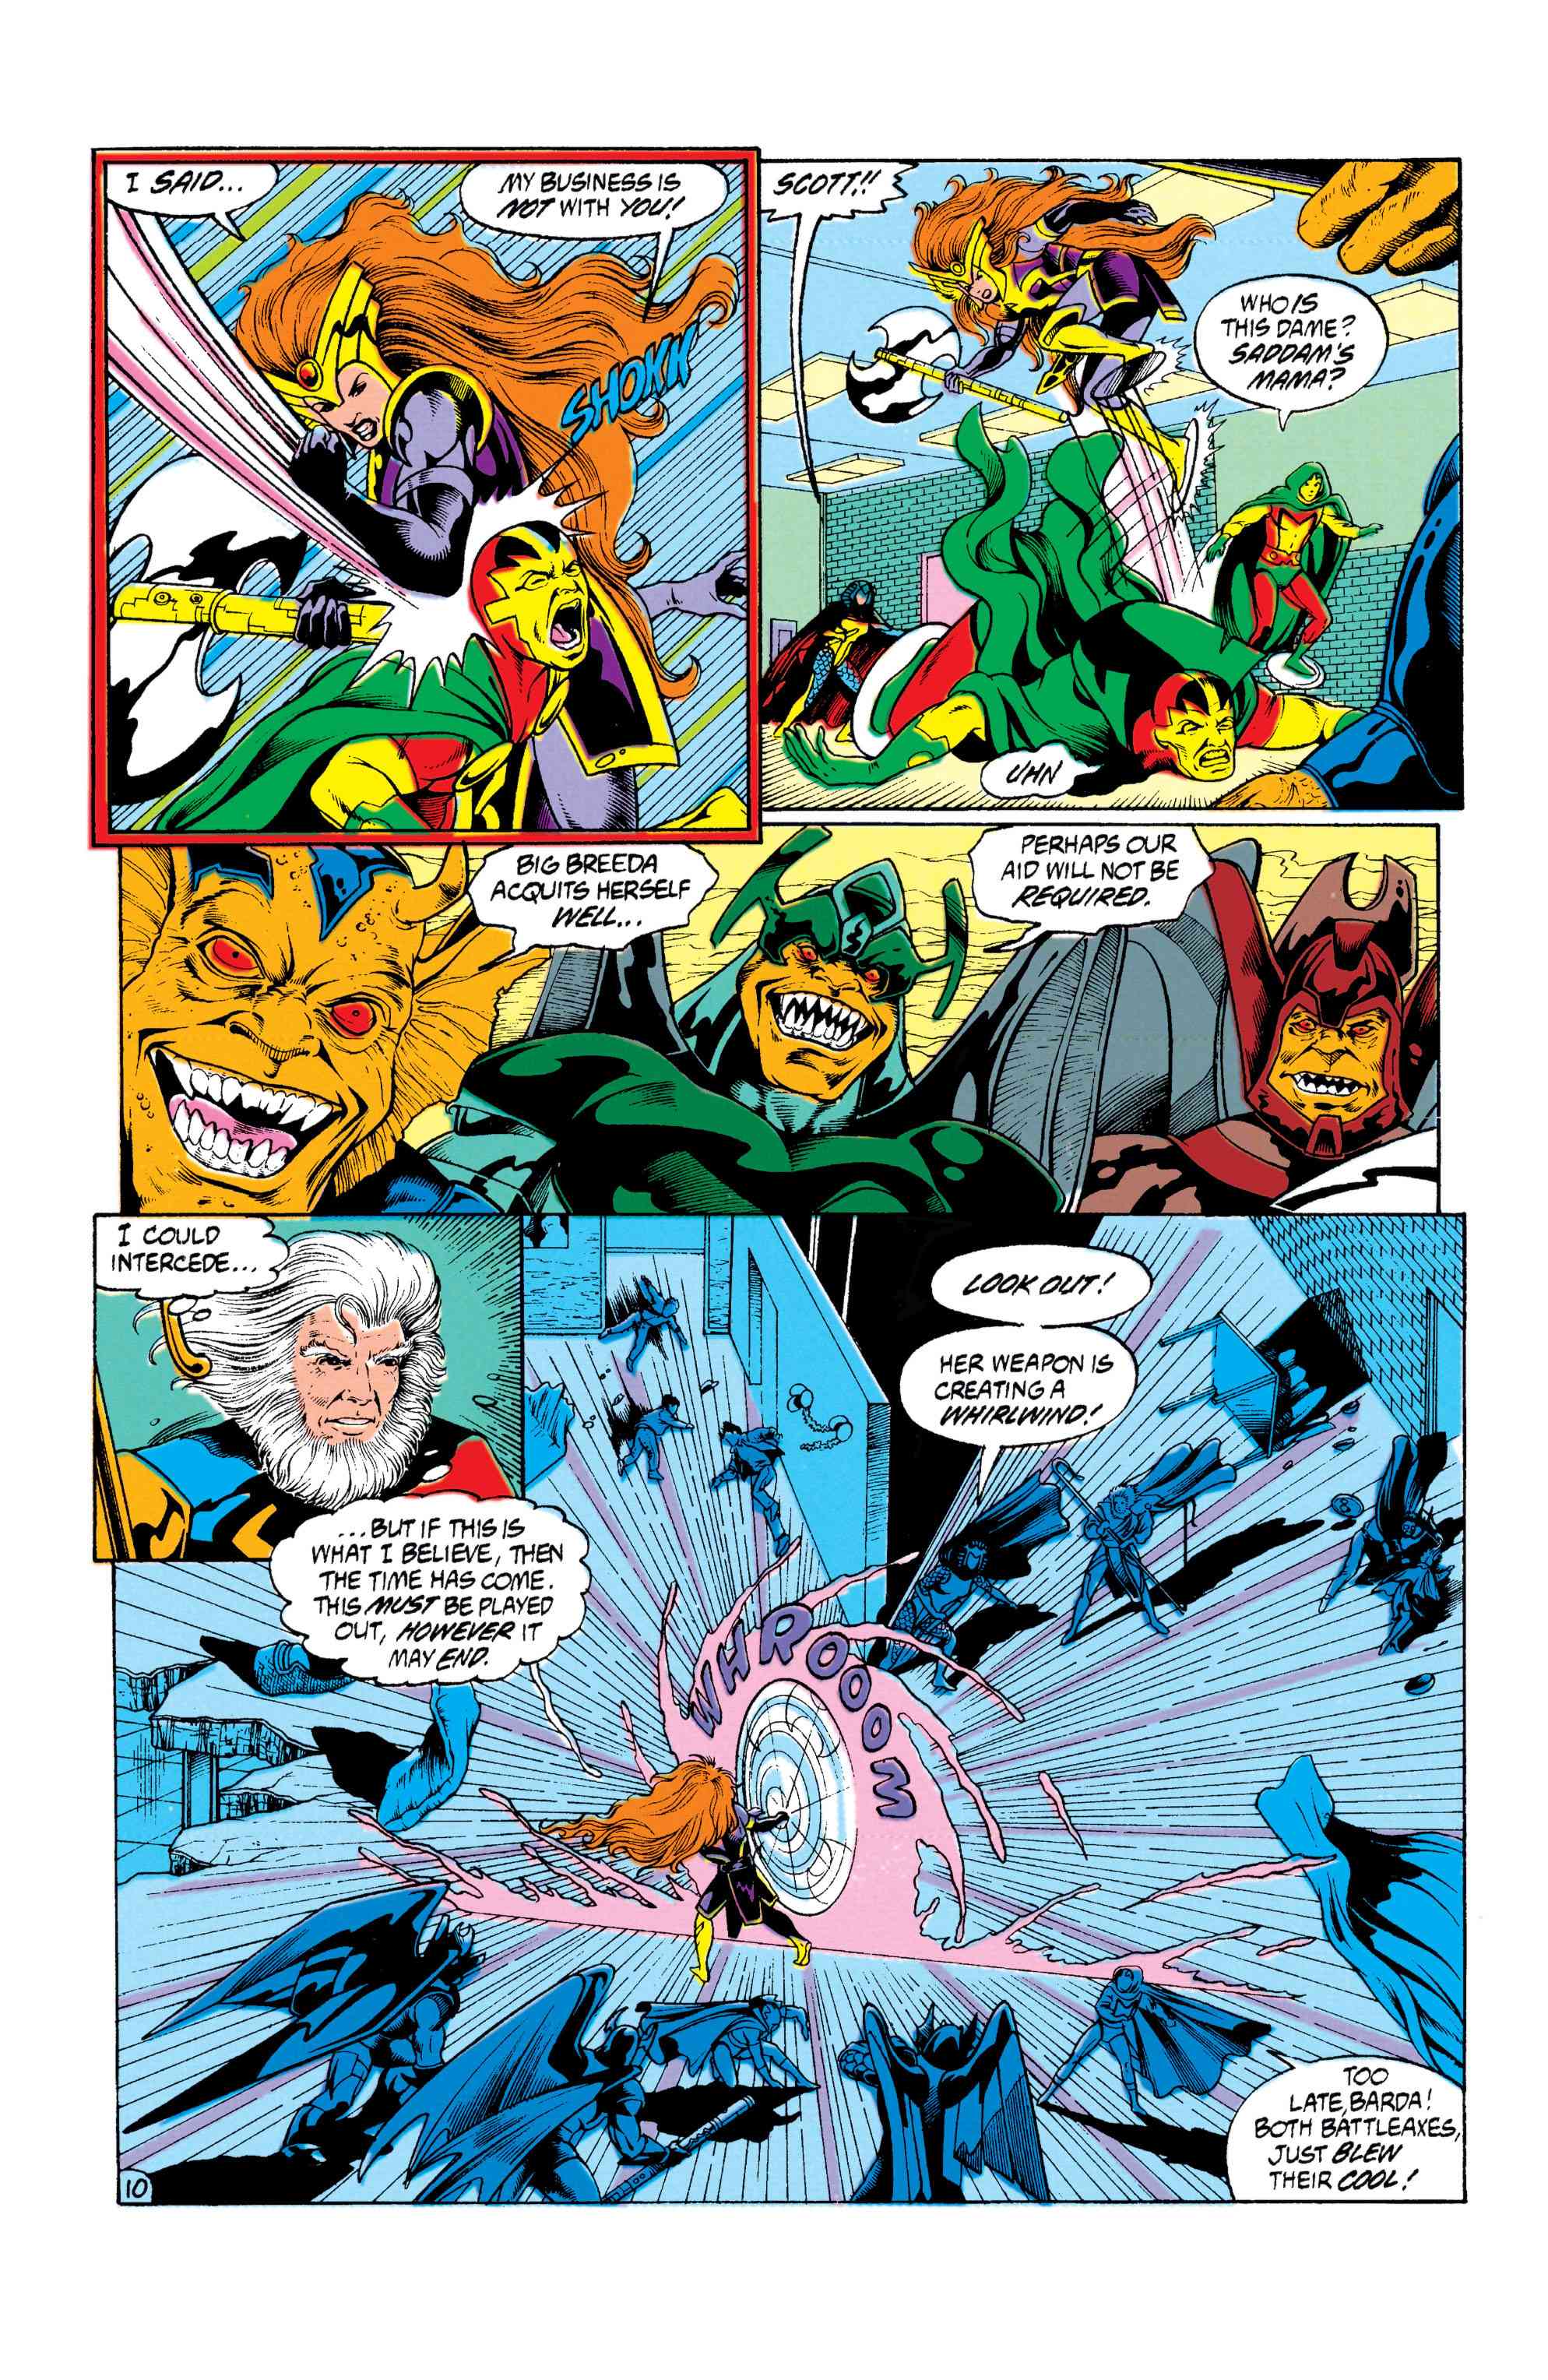 I SAID...
MY BUSINESS IS
NOT WITH YOU!
SHOKK
SCOTT!!
WHO IS
THIS DAME?
SADDAM'S
MAMA?
UHN
BIG BREEDA
ACQUITS HERSELF
WELL...
PERHAPS OUR
AID WILL NOT BE
REQUIRED.
I COULD
INTERCEDE...
...BUT IF THIS IS
WHAT I BELIEVE, THEN
THE TIME HAS COME.
THIS MUST BE PLAYED
OUT, HOWEVER IT
MAY END.
LOOK OUT!
HER WEAPON IS
CREATING A
WHIRLWIND!
WHROOOOM
TOO
LATE, BARDA!
BOTH BATTLEAXES,
JUST BLEW
THEIR COOL!
10